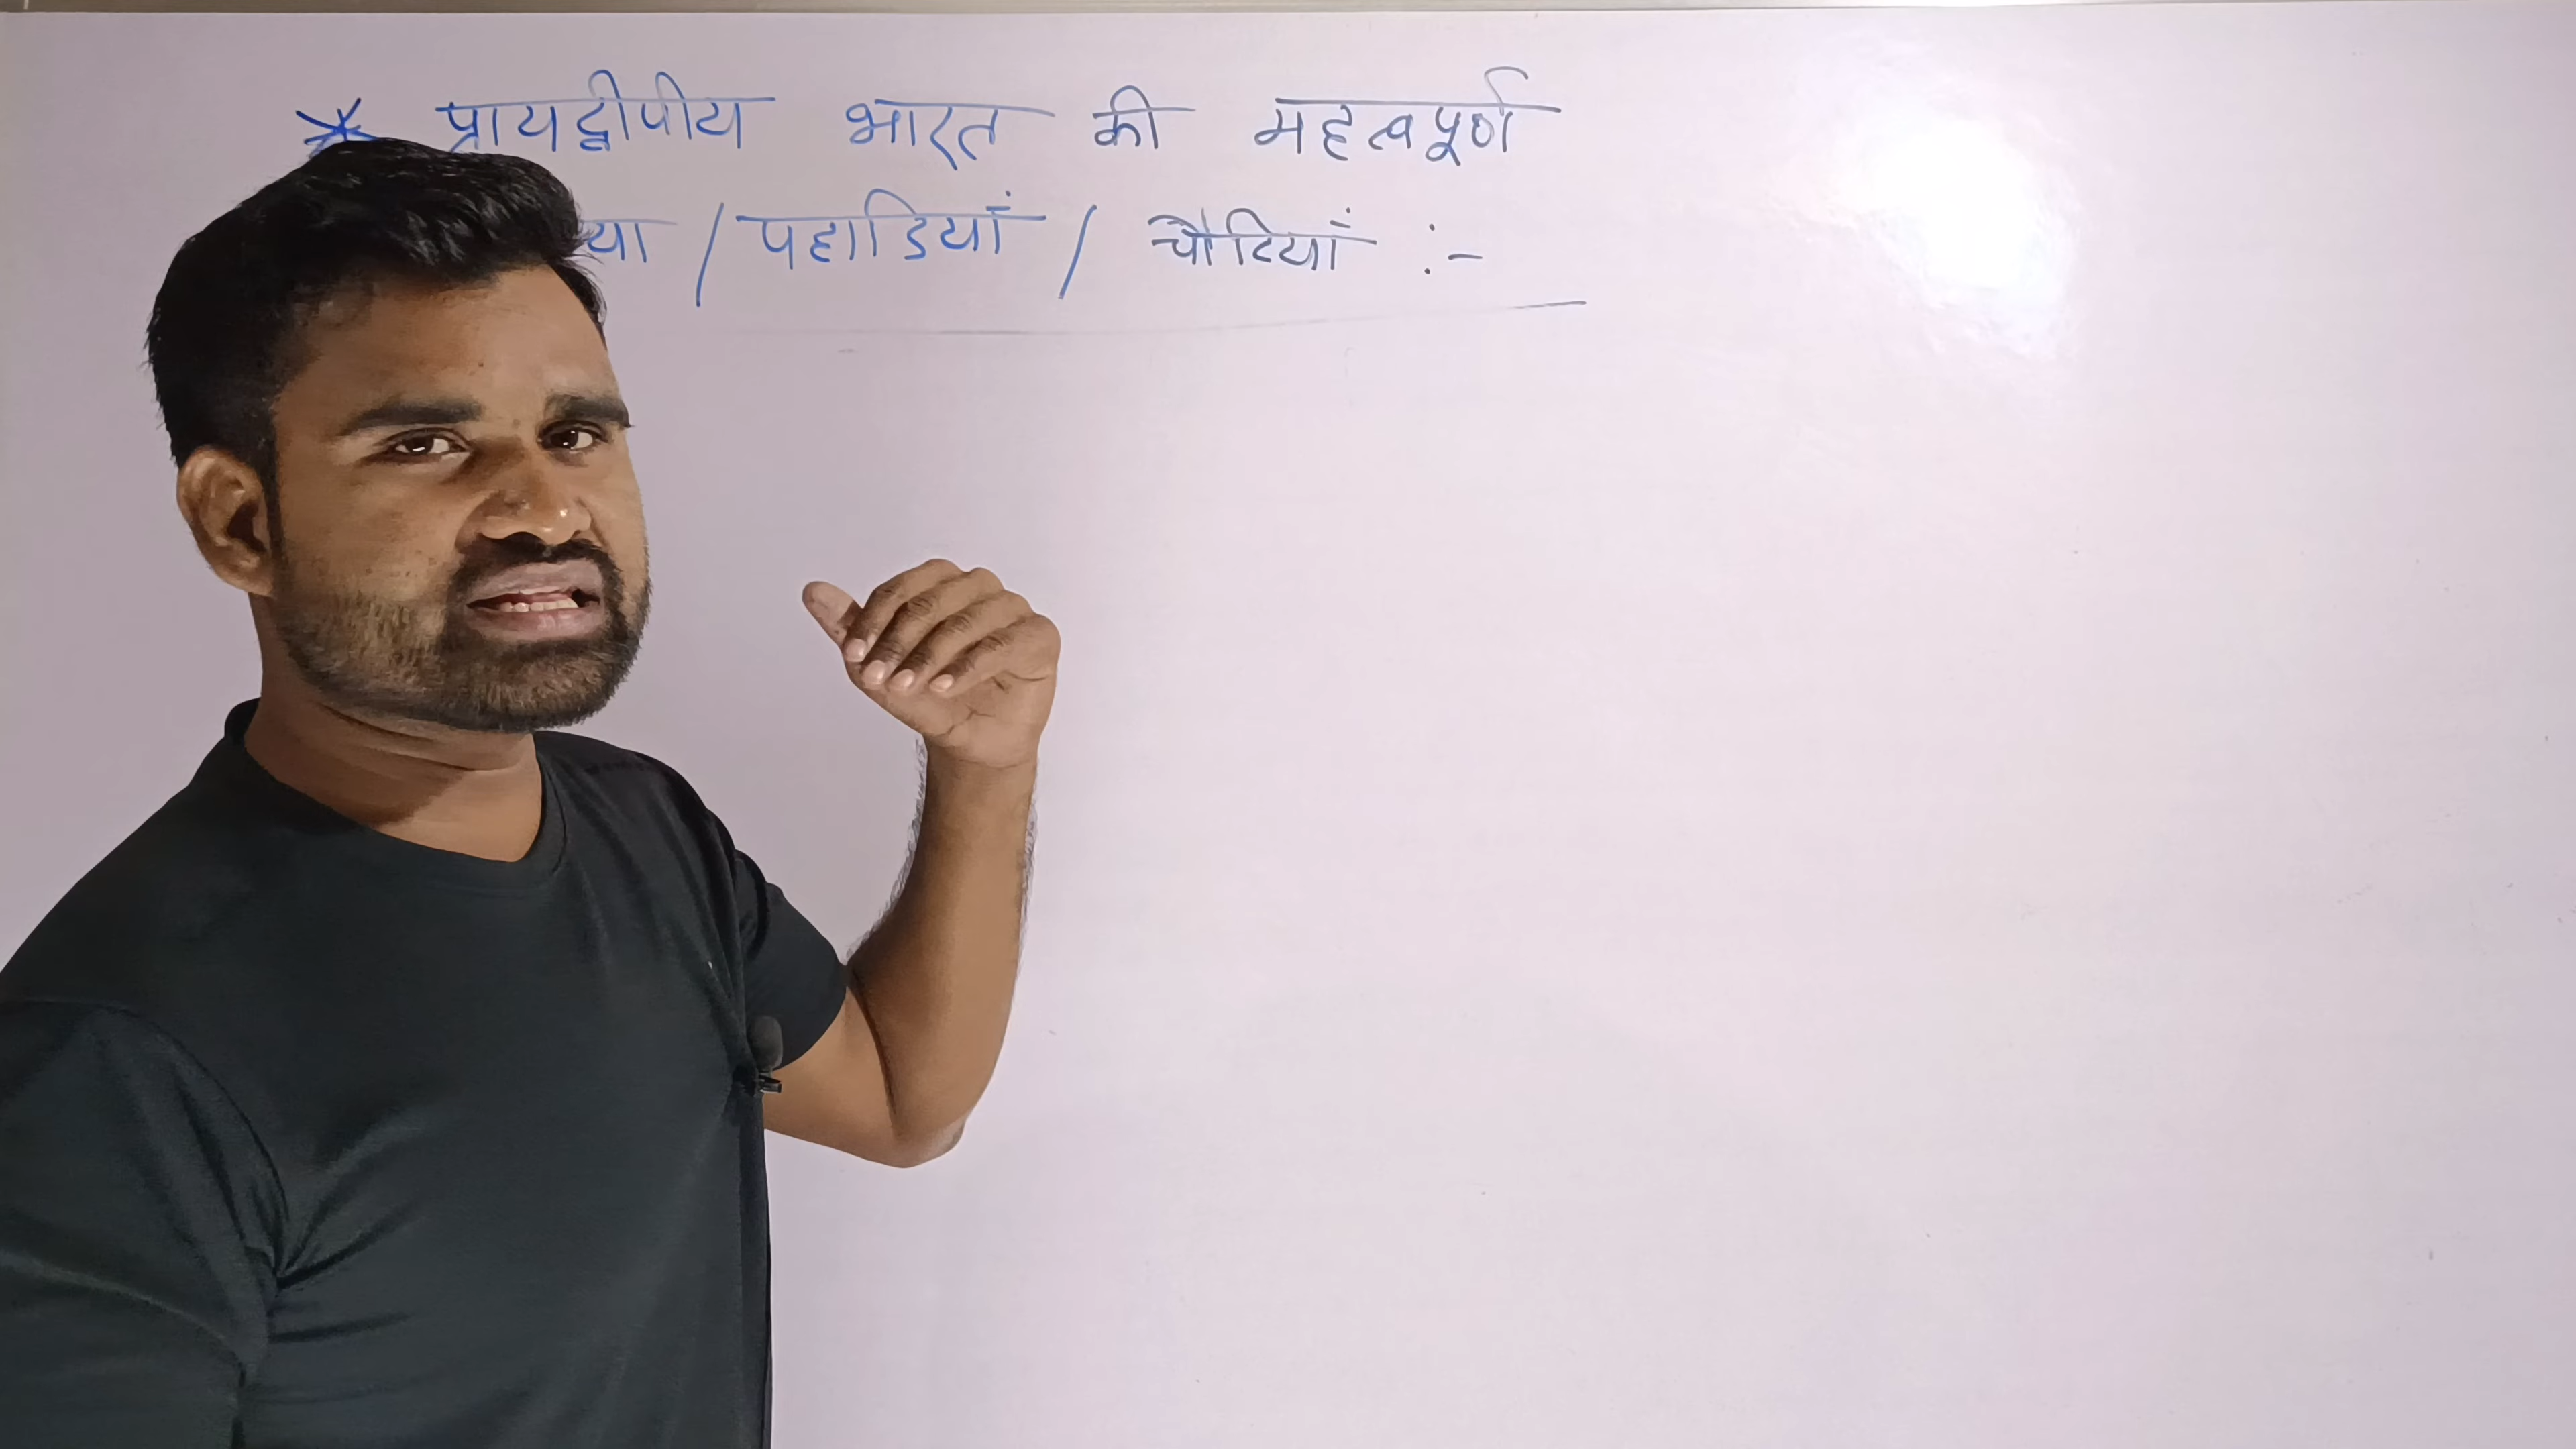 * प्रायद्वीपीय भारत की महत्वपूर्ण
/ पहाडियां / चौटियां :-